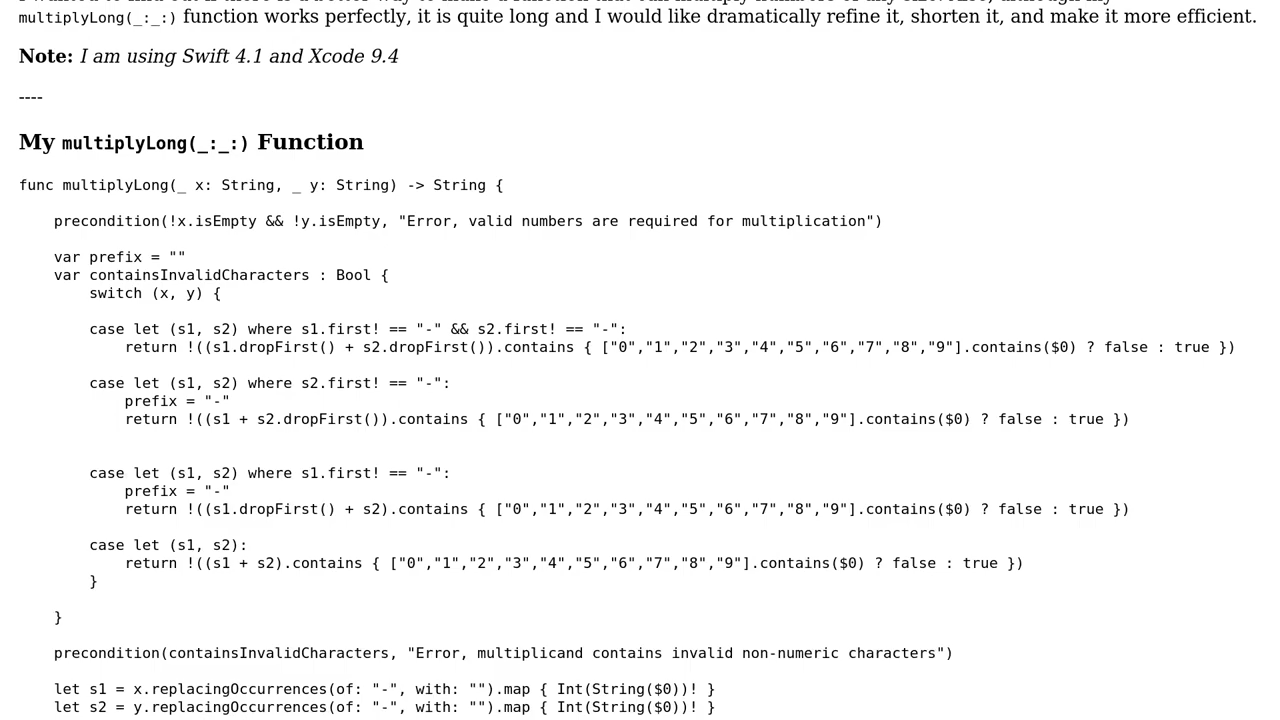 multiplyLong(_:_:) function works perfectly, it is quite long and I would like dramatically refine it, shorten it, and make it more efficient.
Note: I am using Swift 4.1 and Xcode 9.4
----
My multiplyLong(_:_:) Function
func multiplyLong(_ x: String, _ y: String) -> String {
    precondition(!x.isEmpty && !y.isEmpty, "Error, valid numbers are required for multiplication")
    var prefix = ""
    var containsInvalidCharacters : Bool {
        switch (x, y) {
        case let (s1, s2) where s1.first! == "-" && s2.first! == "-":
            return !((s1.dropFirst() + s2.dropFirst()).contains { ["0","1","2","3","4","5","6","7","8","9"].contains($0) ? false : true })
        case let (s1, s2) where s2.first! == "-":
            prefix = "-"
            return !((s1 + s2.dropFirst()).contains { ["0","1","2","3","4","5","6","7","8","9"].contains($0) ? false : true })
        case let (s1, s2) where s1.first! == "-":
            prefix = "-"
            return !((s1.dropFirst() + s2).contains { ["0","1","2","3","4","5","6","7","8","9"].contains($0) ? false : true })
        case let (s1, s2):
            return !((s1 + s2).contains { ["0","1","2","3","4","5","6","7","8","9"].contains($0) ? false : true })
        }
    }
    precondition(containsInvalidCharacters, "Error, multiplicand contains invalid non-numeric characters")
    let s1 = x.replacingOccurrences(of: "-", with: "").map { Int(String($0))! }
    let s2 = y.replacingOccurrences(of: "-", with: "").map { Int(String($0))! }